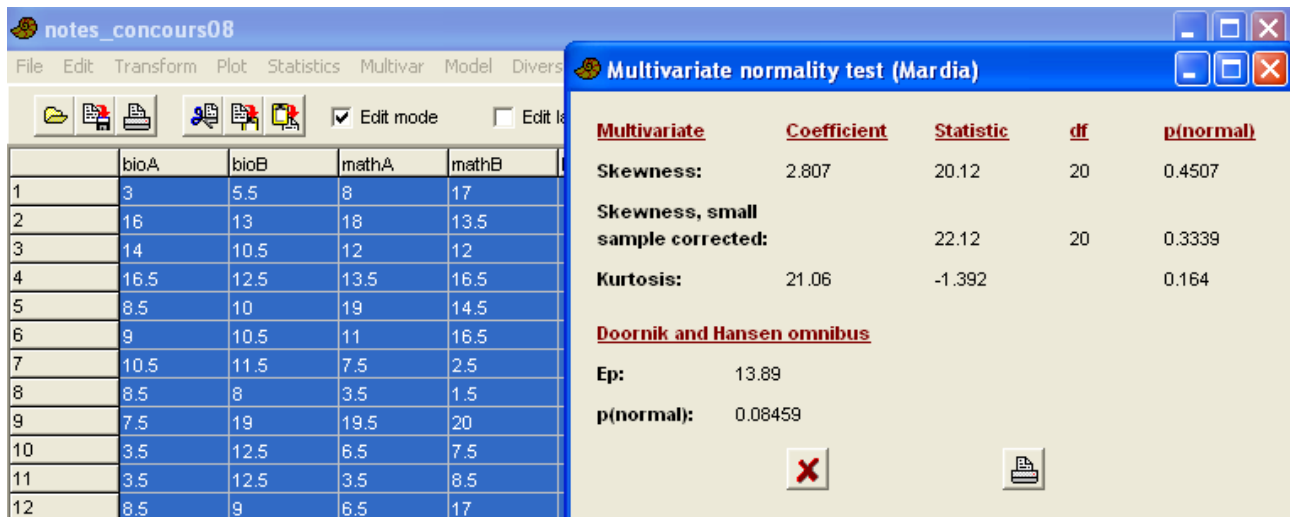 notes_concours08
File Edit Transform Plot Statistics Multivar Model Divers
Edit mode Edit la
bioA bioB mathA mathB
1 3 5.5 8 17
2 16 13 18 13.5
3 14 10.5 12 12
4 16.5 12.5 13.5 16.5
5 8.5 10 19 14.5
6 9 10.5 11 16.5
7 10.5 11.5 7.5 2.5
8 8.5 8 3.5 1.5
9 7.5 19 19.5 20
10 3.5 12.5 6.5 7.5
11 3.5 12.5 3.5 8.5
12 8.5 9 6.5 17
Multivariate normality test (Mardia)
Multivariate Coefficient Statistic df p(normal)
Skewness: 2.807 20.12 20 0.4507
Skewness, small
sample corrected: 22.12 20 0.3339
Kurtosis: 21.06 -1.392 0.164
Doornik and Hansen omnibus
Ep: 13.89
p(normal): 0.08459